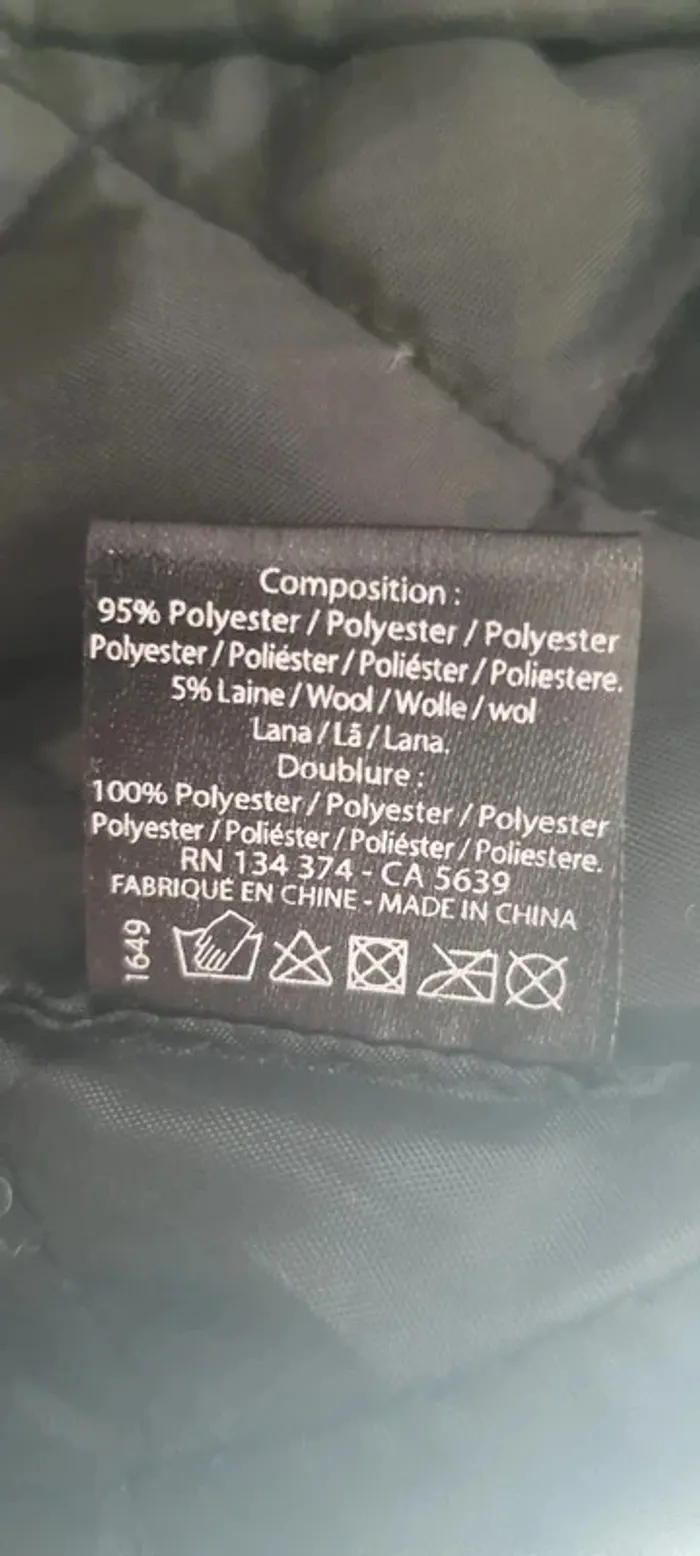 Composition :
95% Polyester / Polyester / Polyester
Polyester / Poliéster / Poliéster / Poliestere.
5% Laine / Wool / Wolle / wol
Lana / Lã / Lana.
Doublure :
100% Polyester / Polyester / Polyester
Polyester / Poliéster / Poliéster / Poliestere.
RN 134 374 - CA 5639
FABRIQUÉ EN CHINE - MADE IN CHINA
1649